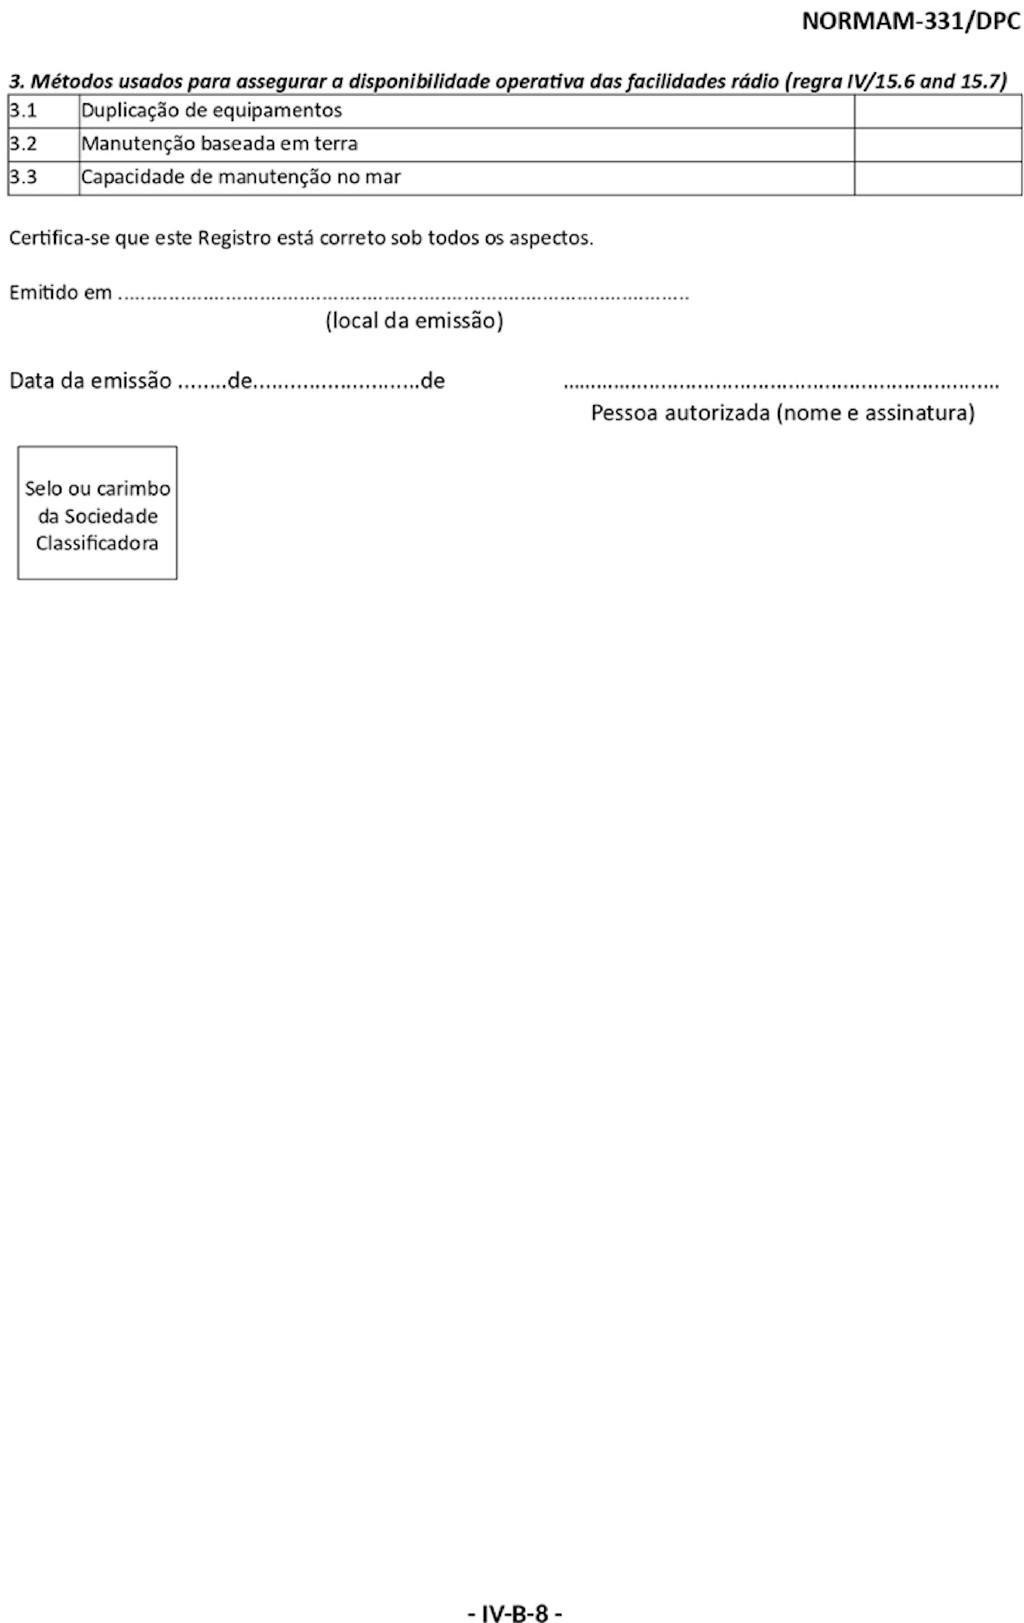 NORMAM-331/DPC
3. Métodos usados para assegurar a disponibilidade operativa das facilidades rádio (regra IV/15.6 and 15.7)
3.1 Duplicação de equipamentos
3.2 Manutenção baseada em terra
3.3 Capacidade de manutenção no mar
Certifica-se que este Registro está correto sob todos os aspectos.
Emitido em ....................................................................................................
(local da emissão)
Data da emissão ........de...........................de ......................................................................
Pessoa autorizada (nome e assinatura)
Selo ou carimbo
da Sociedade
Classificadora
- IV-B-8 -